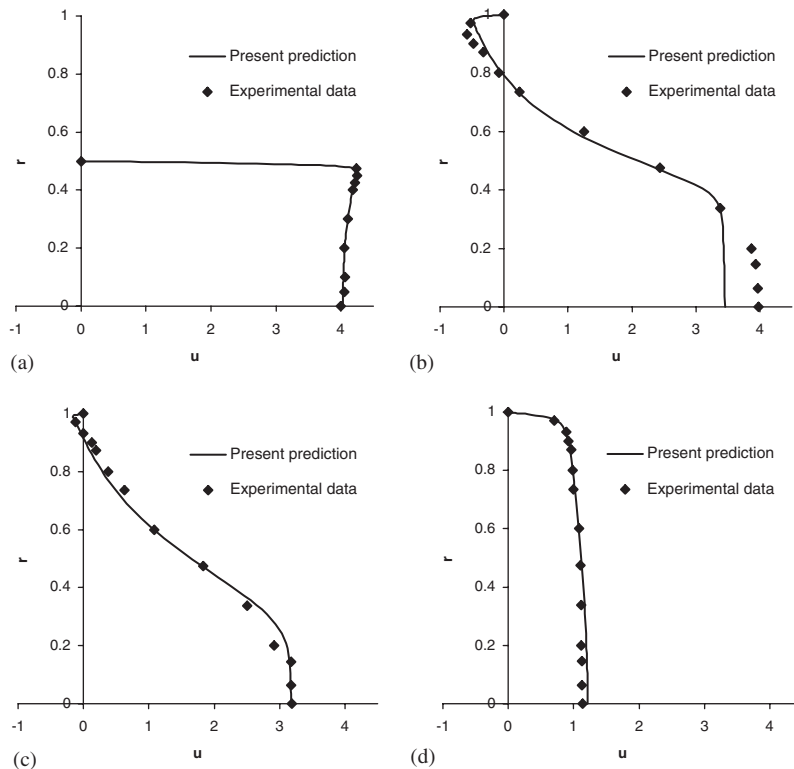 1
Present prediction
0.8
Experimental data
0.6
r
0.4
0.2
0
-1 0 1 2 3 4
u
(a)
1
Present prediction
0.8
Experimental data
0.6
r
0.4
0.2
0
-1 0 1 2 3 4
u
(b)
1
Present prediction
0.8
Experimental data
0.6
r
0.4
0.2
0
-1 0 1 2 3 4
u
(c)
1
Present prediction
0.8
Experimental data
0.6
r
0.4
0.2
0
-1 0 1 2 3 4
u
(d)